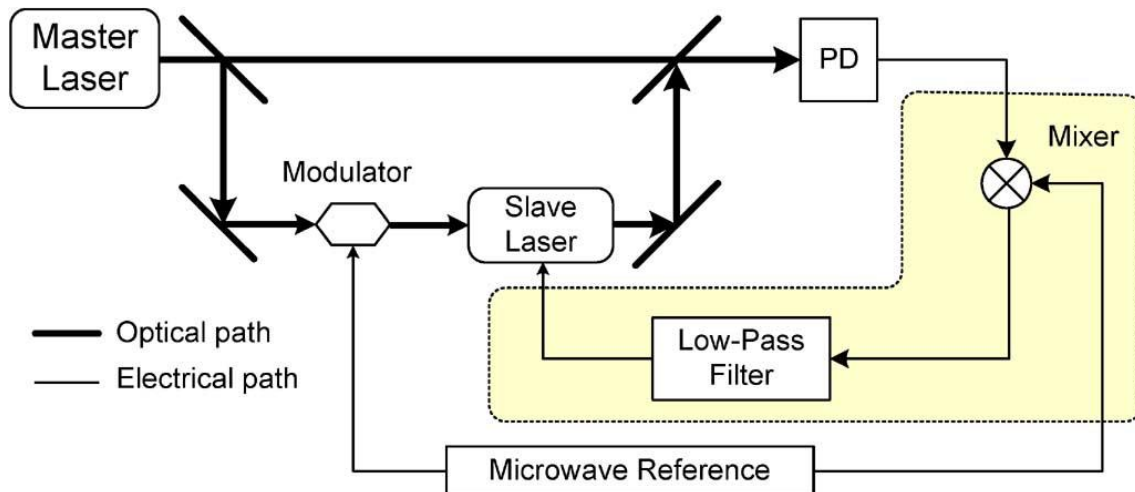 Master
Laser
PD
Mixer
Modulator
Slave
Laser
Optical path
Low-Pass
Filter
Electrical path
Microwave Reference